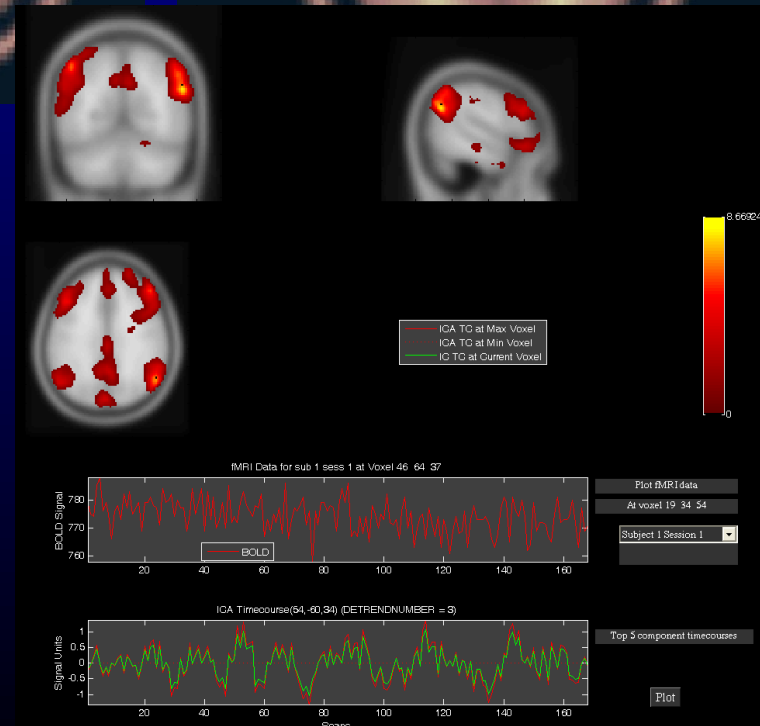 8.66924
0
ICA TC at Max Voxel
ICA TC at Min Voxel
IC TC at Current Voxel
fMRI Data for sub 1 sess 1 at Voxel 46 64 37
BOLD Signal
780
770
760
BOLD
20 40 60 80 100 120 140 160
Plot fMRI data
At voxel 19 34 54
Subject 1 Session 1
ICA Timecourse(54,-60,34) (DETRENDNUMBER = 3)
Signal Units
1
0.5
0
-0.5
-1
20 40 60 80 100 120 140 160
Scans
Top 5 component timecourses
Plot